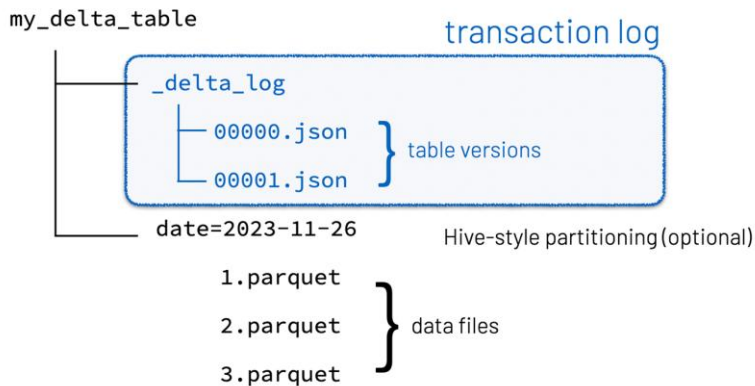 my_delta_table
transaction log
_delta_log
00000.json
table versions
00001.json
date=2023-11-26
Hive-style partitioning (optional)
1.parquet
2.parquet
data files
3.parquet